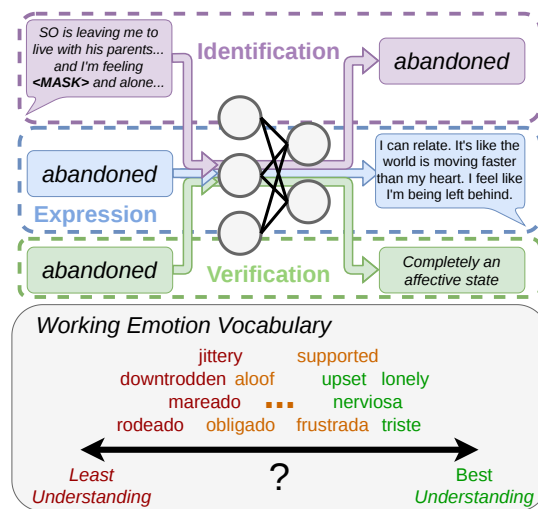 SO is leaving me to
live with his parents...
and I'm feeling
<MASK> and alone...
Identification
abandoned
abandoned
Expression
I can relate. It's like the
world is moving faster
than my heart. I feel like
I'm being left behind.
abandoned
Verification
Completely an
affective state
Working Emotion Vocabulary
jittery supported
downtrodden aloof upset lonely
mareado ... nerviosa
rodeado obligado frustrada triste
Least
Understanding
?
Best
Understanding